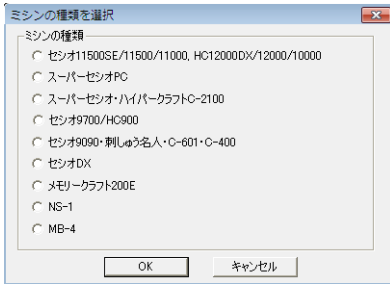 ミシンの種類を選択
ミシンの種類
セシオ11500SE/11500/11000, HC12000DX/12000/10000
スーパーセシオPC
スーパーセシオ・ハイパークラフトC-2100
セシオ9700/HC900
セシオ9090・刺しゅう名人・C-601・C-400
セシオDX
メモリークラフト200E
NS-1
MB-4
OK キャンセル